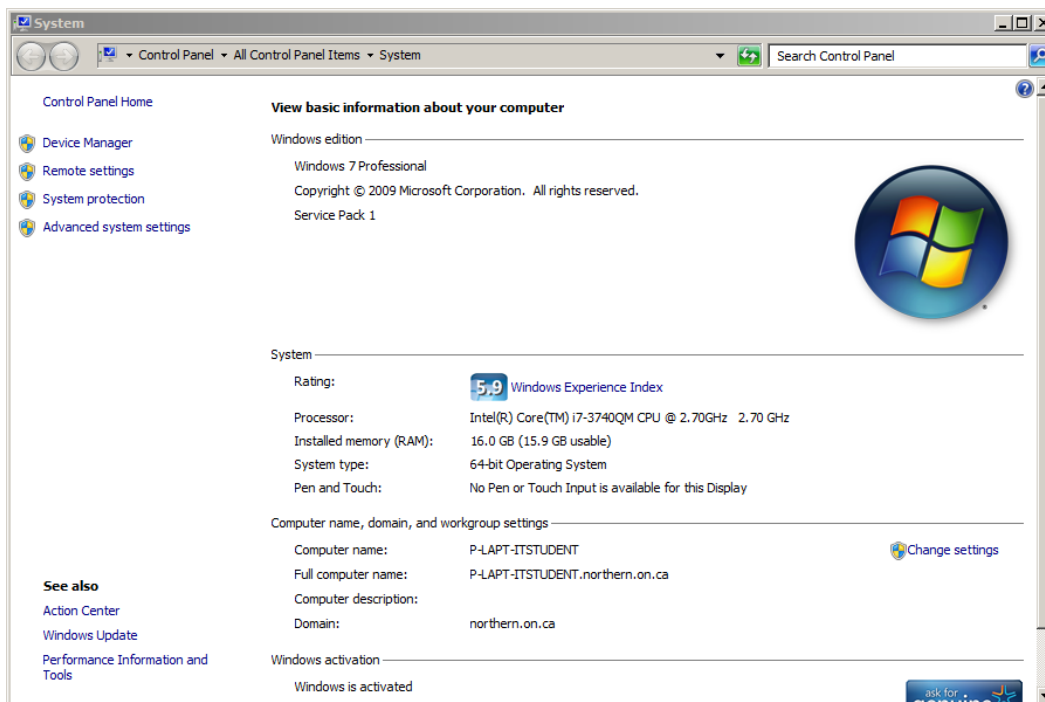 System
Control Panel All Control Panel Items System
Search Control Panel
Control Panel Home
Device Manager
Remote settings
System protection
Advanced system settings
See also
Action Center
Windows Update
Performance Information and
Tools
View basic information about your computer
Windows edition
Windows 7 Professional
Copyright © 2009 Microsoft Corporation. All rights reserved.
Service Pack 1
System
Rating: 5.9 Windows Experience Index
Processor: Intel(R) Core(TM) i7-3740QM CPU @ 2.70GHz 2.70 GHz
Installed memory (RAM): 16.0 GB (15.9 GB usable)
System type: 64-bit Operating System
Pen and Touch: No Pen or Touch Input is available for this Display
Computer name, domain, and workgroup settings
Computer name: P-LAPT-ITSTUDENT Change settings
Full computer name: P-LAPT-ITSTUDENT.northern.on.ca
Computer description:
Domain: northern.on.ca
Windows activation
Windows is activated
ask for
genuine